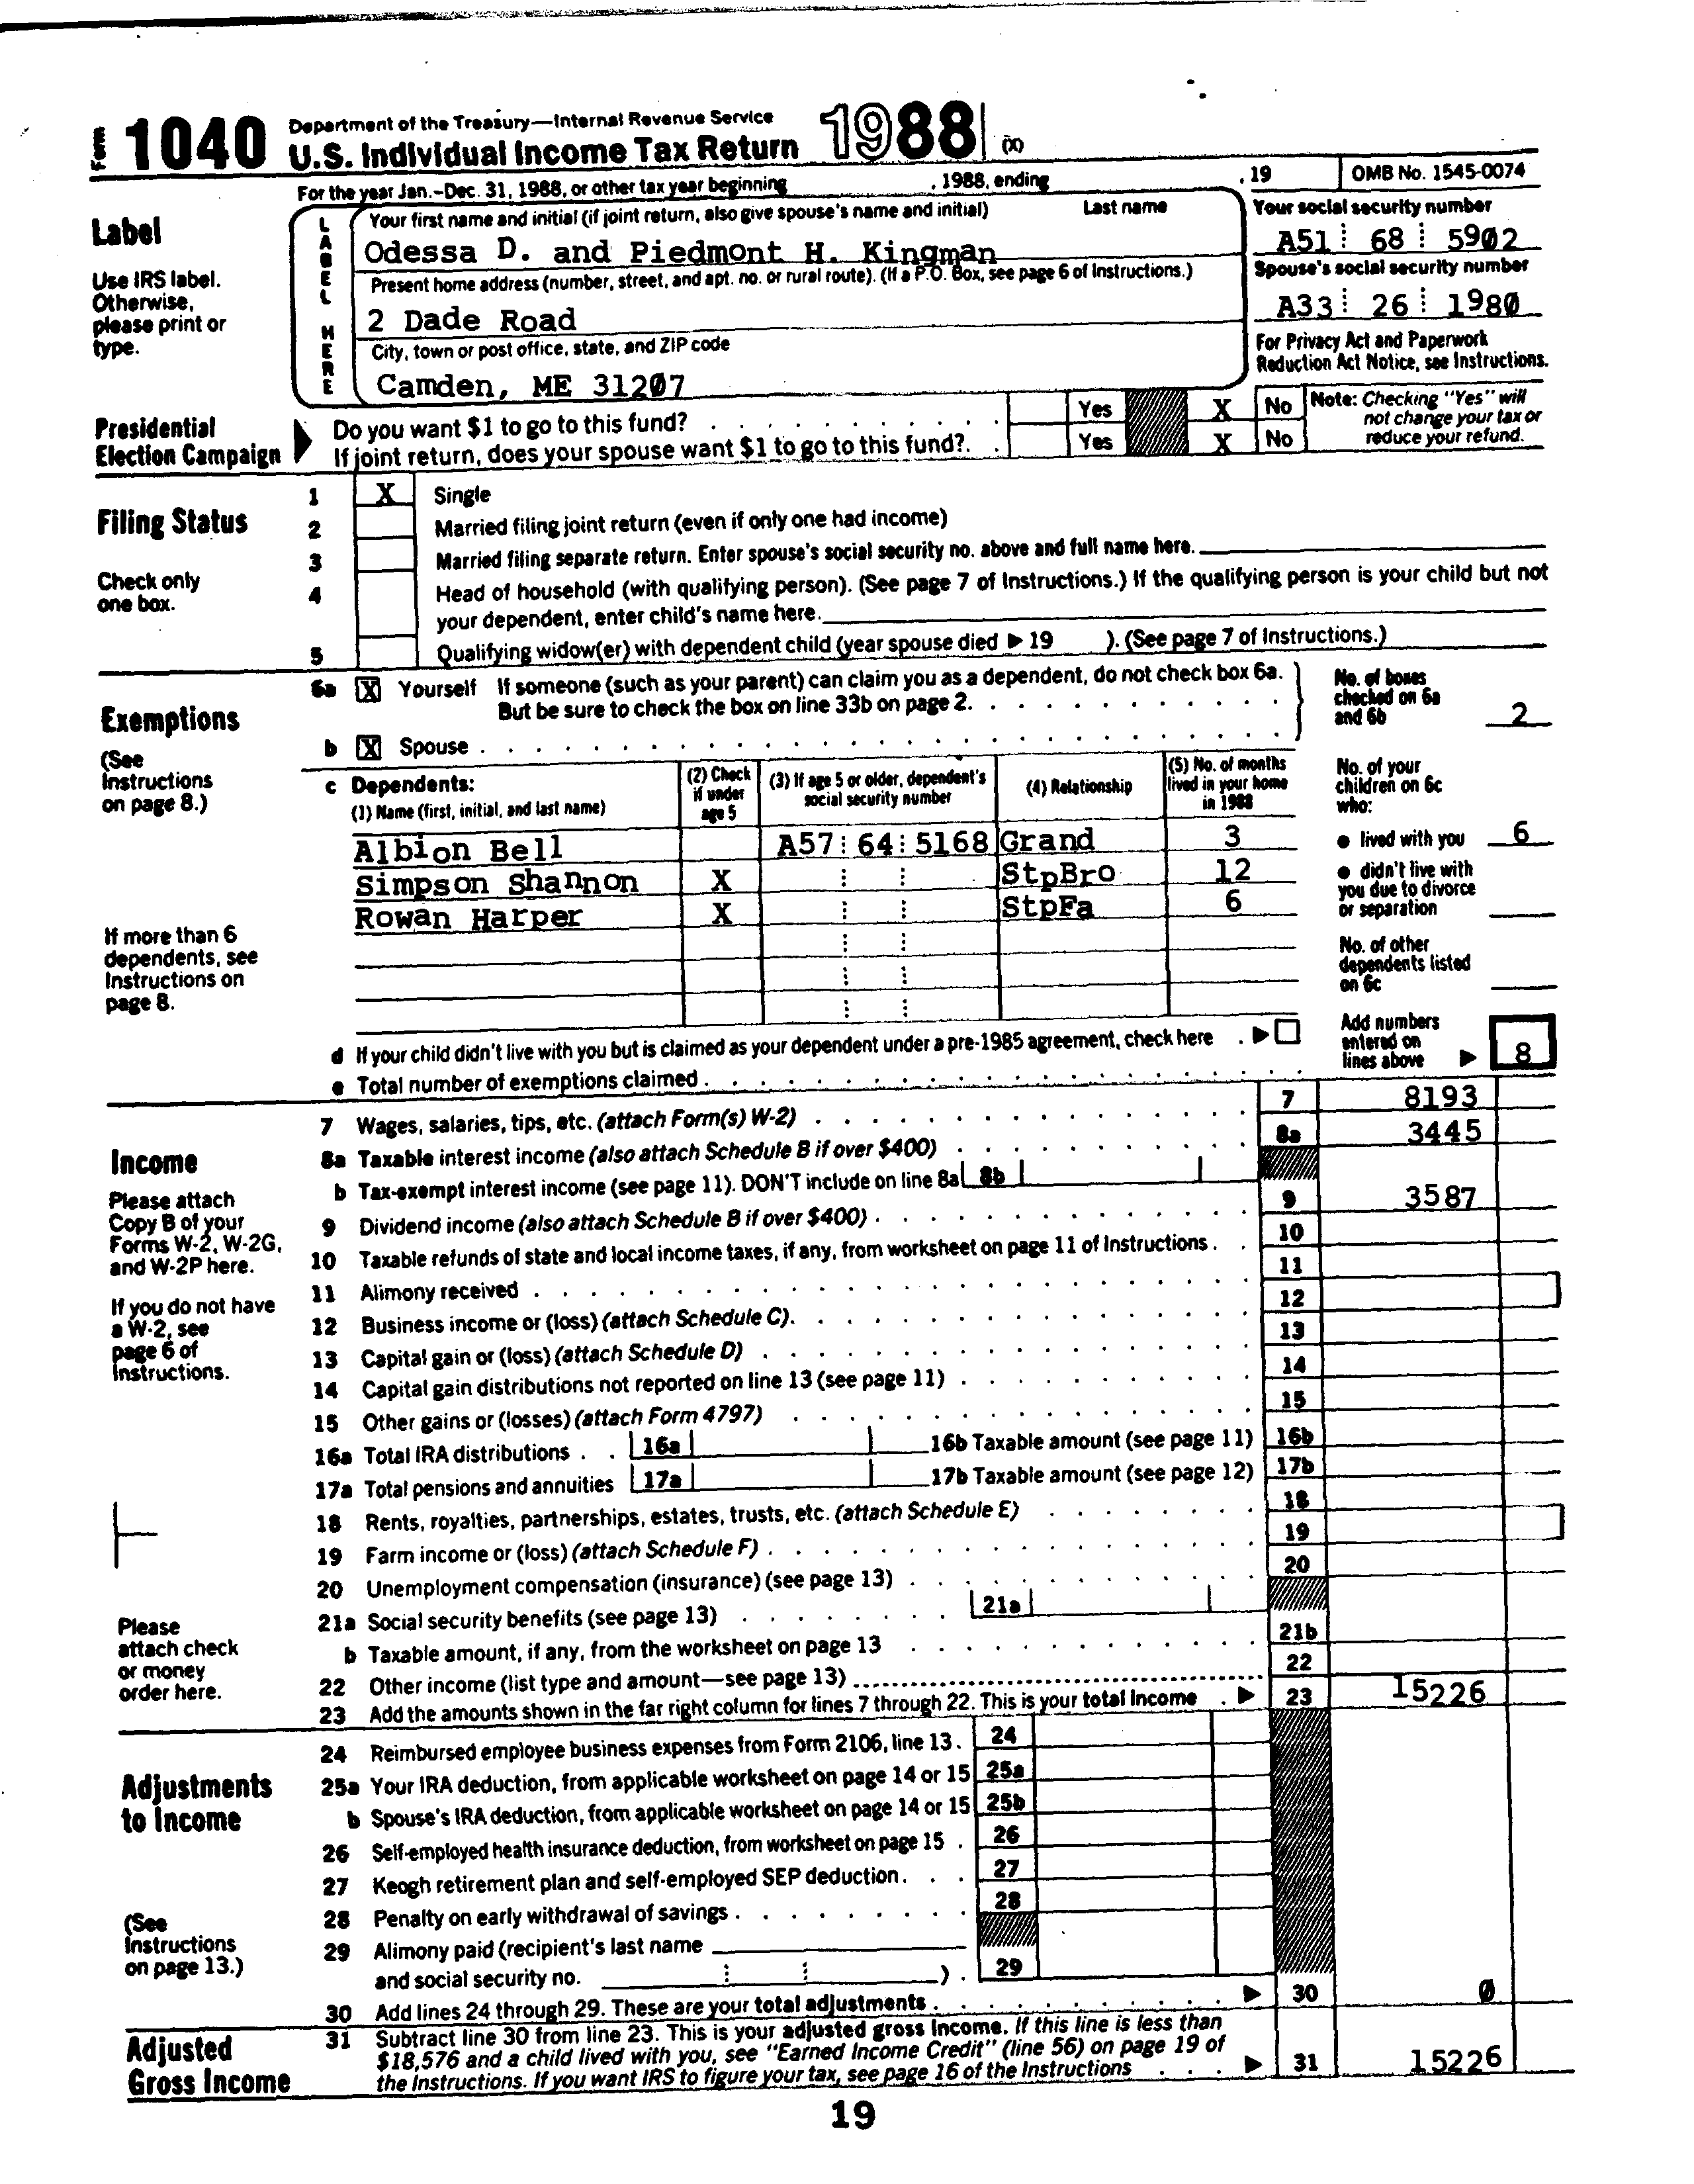 Form 1040 Department of the Treasury—Internal Revenue Service
U.S. Individual Income Tax Return 1988 (X)
For the year Jan.–Dec. 31, 1988, or other tax year beginning , 1988, ending , 19 OMB No. 1545-0074
Label
Use IRS label.
Otherwise,
please print or
type.
LABEL HERE
Your first name and initial (if joint return, also give spouse's name and initial) Last name
Odessa D. and Piedmont H. Kingman
Present home address (number, street, and apt. no. or rural route). (If a P.O. Box, see page 6 of Instructions.)
2 Dade Road
City, town or post office, state, and ZIP code
Camden, ME 31207
Your social security number
A51 68 5902
Spouse's social security number
A33 26 1980
For Privacy Act and Paperwork
Reduction Act Notice, see Instructions.
Presidential
Election Campaign
Do you want $1 to go to this fund? Yes X No
If joint return, does your spouse want $1 to go to this fund? Yes X No
Note: Checking "Yes" will
not change your tax or
reduce your refund.
Filing Status
Check only
one box.
1 X Single
2 Married filing joint return (even if only one had income)
3 Married filing separate return. Enter spouse's social security no. above and full name here.
4 Head of household (with qualifying person). (See page 7 of Instructions.) If the qualifying person is your child but not
your dependent, enter child's name here.
5 Qualifying widow(er) with dependent child (year spouse died ▶ 19 ). (See page 7 of Instructions.)
Exemptions
(See
Instructions
on page 8.)
If more than 6
dependents, see
Instructions on
page 8.
6a X Yourself If someone (such as your parent) can claim you as a dependent, do not check box 6a.
But be sure to check the box on line 33b on page 2.
b X Spouse
No. of boxes
checked on 6a
and 6b 2
c Dependents:
(1) Name (first, initial, and last name)
(2) Check
if under
age 5
(3) If age 5 or older, dependent's
social security number
(4) Relationship
(5) No. of months
lived in your home
in 1988
Albion Bell A57 64 5168 Grand 3
Simpson Shannon X StpBro 12
Rowan Harper X StpFa 6
No. of your
children on 6c
who:
● lived with you 6
● didn't live with
you due to divorce
or separation
No. of other
dependents listed
on 6c
Add numbers
entered on
lines above ▶ 8
d If your child didn't live with you but is claimed as your dependent under a pre-1985 agreement, check here ▶
e Total number of exemptions claimed
Income
Please attach
Copy B of your
Forms W-2, W-2G,
and W-2P here.
If you do not have
a W-2, see
page 6 of
Instructions.
Please
attach check
or money
order here.
7 Wages, salaries, tips, etc. (attach Form(s) W-2) 7 8193
8a Taxable interest income (also attach Schedule B if over $400) 8a 3445
b Tax-exempt interest income (see page 11). DON'T include on line 8a 8b
9 Dividend income (also attach Schedule B if over $400) 9 3587
10 Taxable refunds of state and local income taxes, if any, from worksheet on page 11 of Instructions 10
11 Alimony received 11
12 Business income or (loss) (attach Schedule C) 12
13 Capital gain or (loss) (attach Schedule D) 13
14 Capital gain distributions not reported on line 13 (see page 11) 14
15 Other gains or (losses) (attach Form 4797) 15
16a Total IRA distributions 16a 16b Taxable amount (see page 11) 16b
17a Total pensions and annuities 17a 17b Taxable amount (see page 12) 17b
18 Rents, royalties, partnerships, estates, trusts, etc. (attach Schedule E) 18
19 Farm income or (loss) (attach Schedule F) 19
20 Unemployment compensation (insurance) (see page 13) 20
21a Social security benefits (see page 13) 21a
b Taxable amount, if any, from the worksheet on page 13 21b
22 Other income (list type and amount—see page 13) 22
23 Add the amounts shown in the far right column for lines 7 through 22. This is your total income ▶ 23 15226
Adjustments
to Income
(See
Instructions
on page 13.)
24 Reimbursed employee business expenses from Form 2106, line 13 24
25a Your IRA deduction, from applicable worksheet on page 14 or 15 25a
b Spouse's IRA deduction, from applicable worksheet on page 14 or 15 25b
26 Self-employed health insurance deduction, from worksheet on page 15 26
27 Keogh retirement plan and self-employed SEP deduction 27
28 Penalty on early withdrawal of savings 28
29 Alimony paid (recipient's last name
and social security no. ) 29
30 Add lines 24 through 29. These are your total adjustments ▶ 30 0
Adjusted
Gross Income
31 Subtract line 30 from line 23. This is your adjusted gross income. If this line is less than
$18,576 and a child lived with you, see "Earned Income Credit" (line 56) on page 19 of
the Instructions. If you want IRS to figure your tax, see page 16 of the Instructions ▶ 31 15226
19